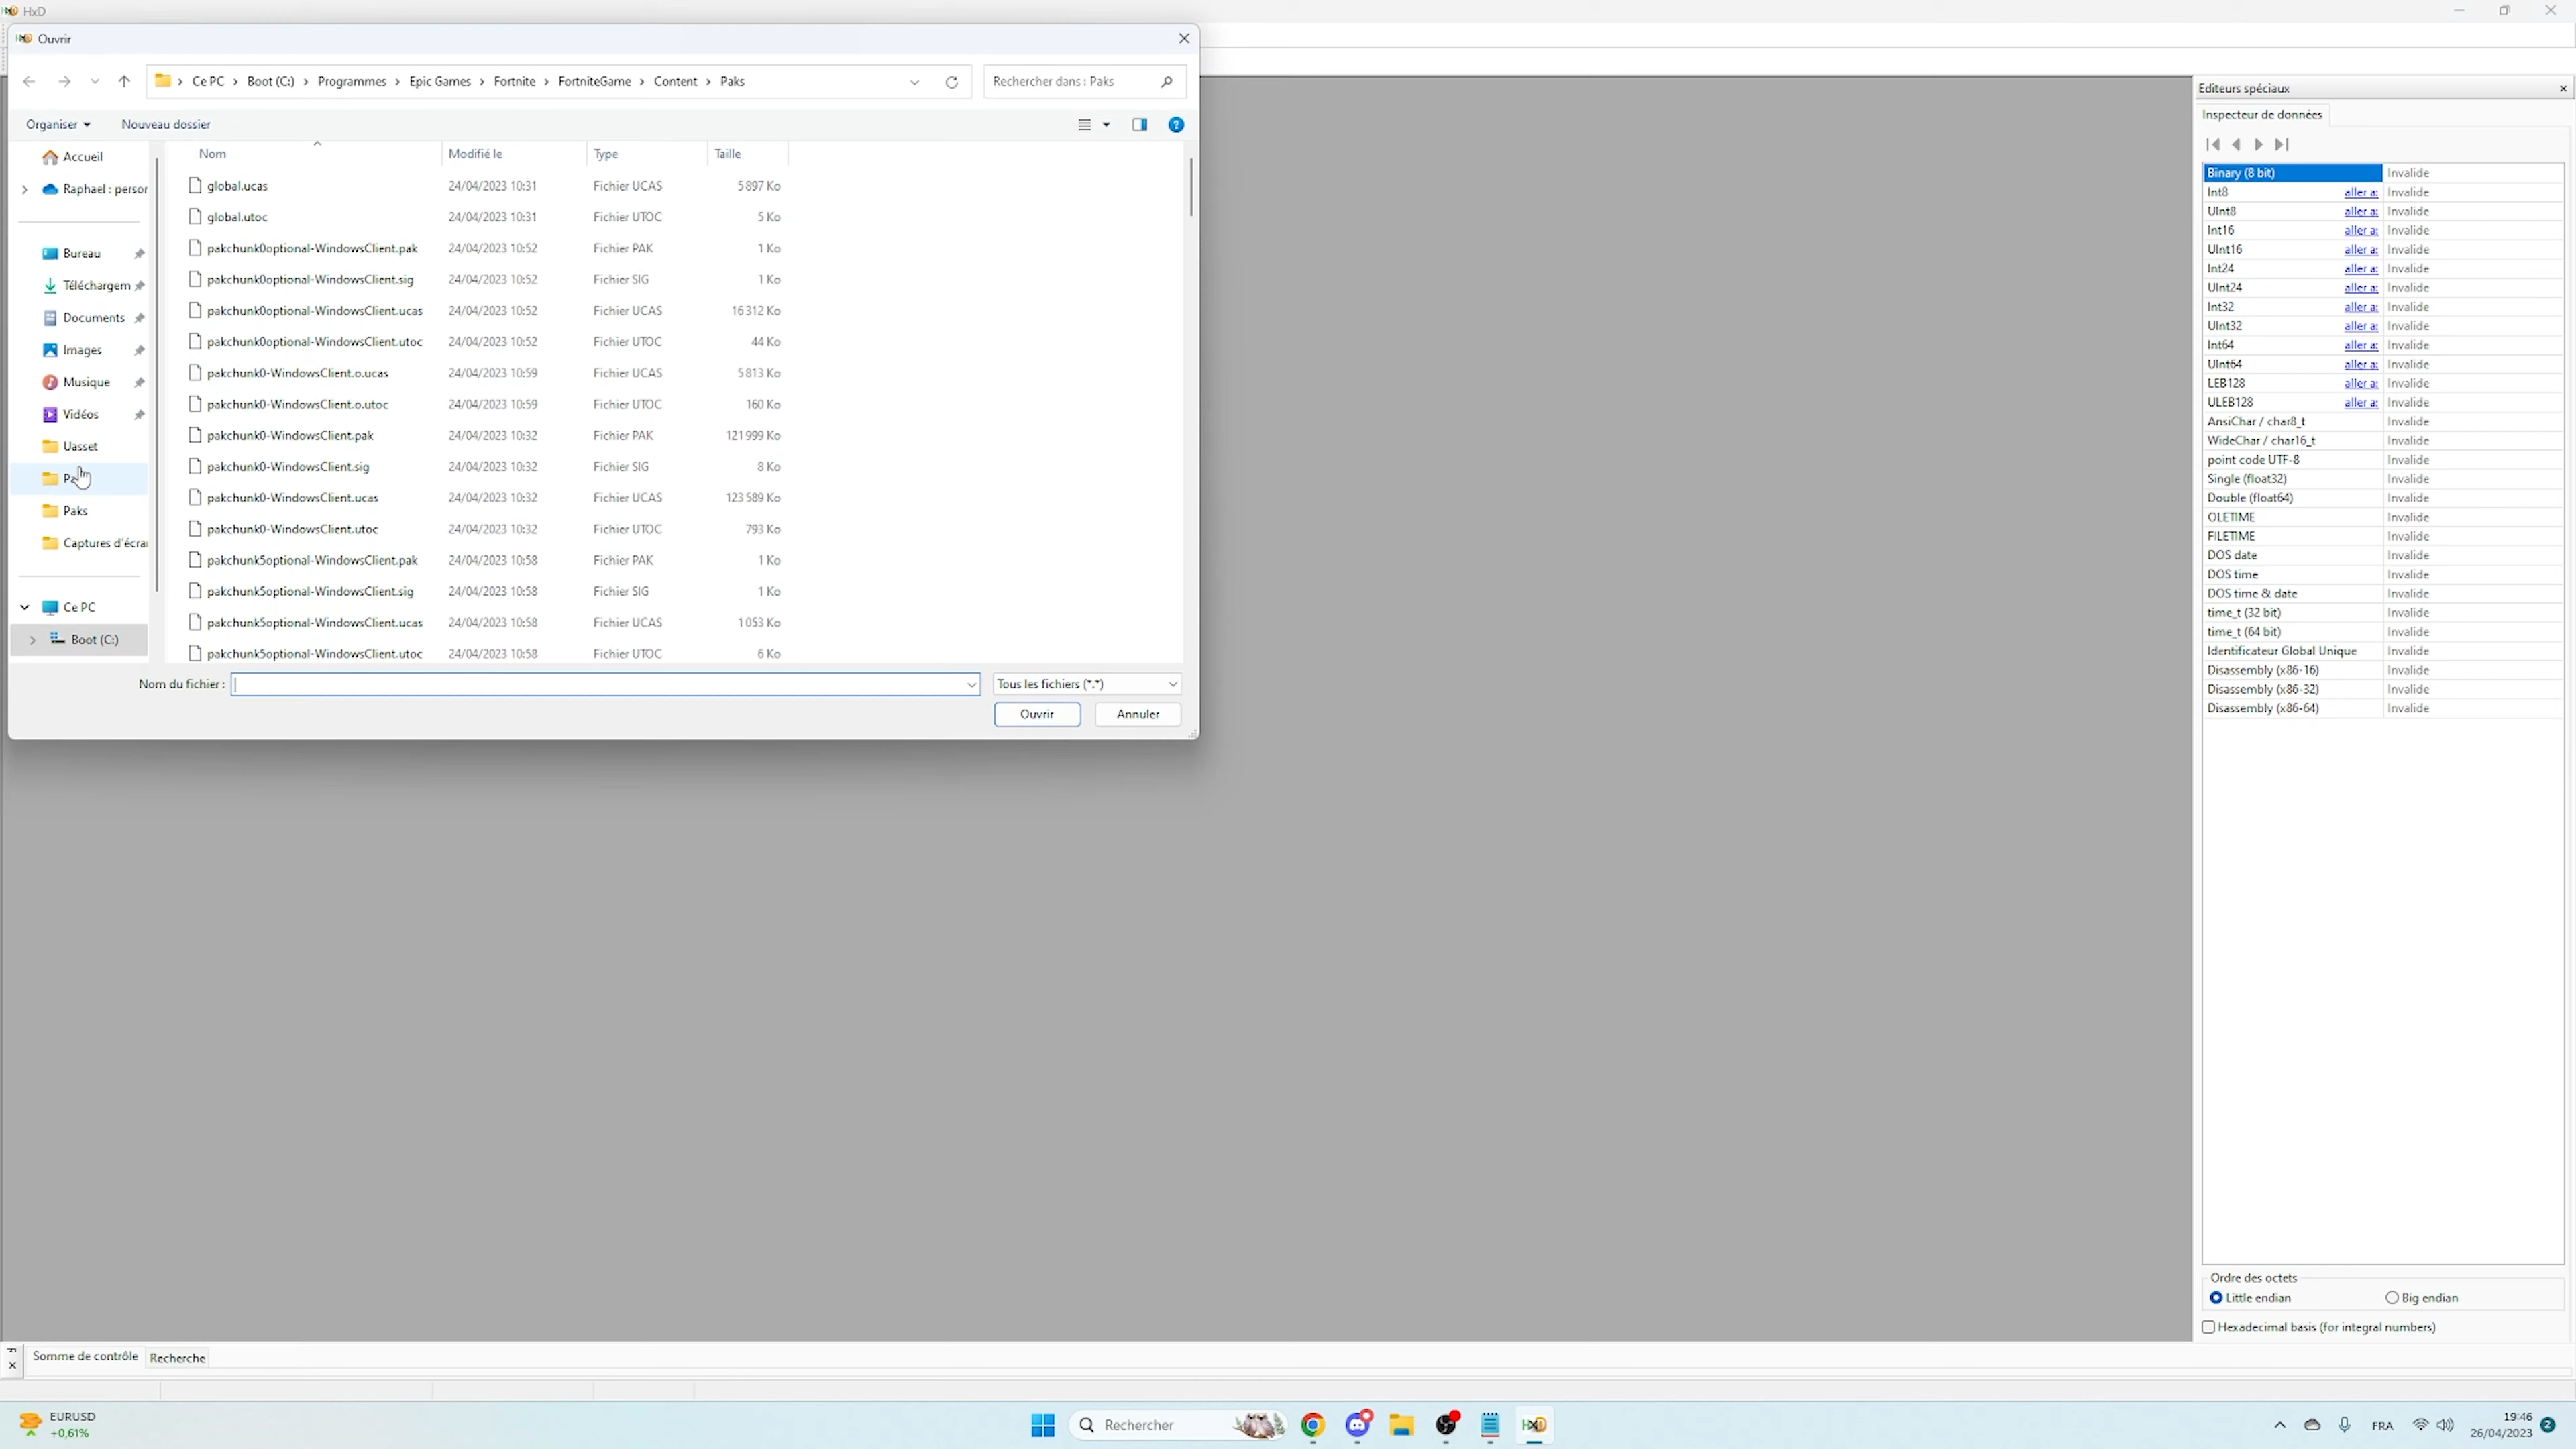 HxD
Ouvrir
Ce PC > Boot (C:) > Programmes > Epic Games > Fortnite > FortniteGame > Content > Paks
Rechercher dans : Paks
Organiser
Nouveau dossier
Accueil
Raphael : person
Bureau
Téléchargem
Documents
Images
Musique
Vidéos
Uasset
Paks
Captures d'écra
Ce PC
Boot (C:)
Nom Modifié le Type Taille
global.ucas 24/04/2023 10:31 Fichier UCAS 5 897 Ko
global.utoc 24/04/2023 10:31 Fichier UTOC 5 Ko
pakchunk0optional-WindowsClient.pak 24/04/2023 10:52 Fichier PAK 1 Ko
pakchunk0optional-WindowsClient.sig 24/04/2023 10:52 Fichier SIG 1 Ko
pakchunk0optional-WindowsClient.ucas 24/04/2023 10:52 Fichier UCAS 16 312 Ko
pakchunk0optional-WindowsClient.utoc 24/04/2023 10:52 Fichier UTOC 44 Ko
pakchunk0-WindowsClient.o.ucas 24/04/2023 10:59 Fichier UCAS 5 813 Ko
pakchunk0-WindowsClient.o.utoc 24/04/2023 10:59 Fichier UTOC 160 Ko
pakchunk0-WindowsClient.pak 24/04/2023 10:32 Fichier PAK 121 999 Ko
pakchunk0-WindowsClient.sig 24/04/2023 10:32 Fichier SIG 8 Ko
pakchunk0-WindowsClient.ucas 24/04/2023 10:32 Fichier UCAS 123 589 Ko
pakchunk0-WindowsClient.utoc 24/04/2023 10:32 Fichier UTOC 793 Ko
pakchunk5optional-WindowsClient.pak 24/04/2023 10:58 Fichier PAK 1 Ko
pakchunk5optional-WindowsClient.sig 24/04/2023 10:58 Fichier SIG 1 Ko
pakchunk5optional-WindowsClient.ucas 24/04/2023 10:58 Fichier UCAS 1 053 Ko
pakchunk5optional-WindowsClient.utoc 24/04/2023 10:58 Fichier UTOC 6 Ko
Nom du fichier :
Tous les fichiers (*.*)
Ouvrir
Annuler
Editeurs spéciaux
Inspecteur de données
Binary (8 bit) Invalide
Int8 aller a: Invalide
UInt8 aller a: Invalide
Int16 aller a: Invalide
UInt16 aller a: Invalide
Int24 aller a: Invalide
UInt24 aller a: Invalide
Int32 aller a: Invalide
UInt32 aller a: Invalide
Int64 aller a: Invalide
UInt64 aller a: Invalide
LEB128 aller a: Invalide
ULEB128 aller a: Invalide
AnsiChar / char8_t Invalide
WideChar / char16_t Invalide
point code UTF-8 Invalide
Single (float32) Invalide
Double (float64) Invalide
OLETIME Invalide
FILETIME Invalide
DOS date Invalide
DOS time Invalide
DOS time & date Invalide
time_t (32 bit) Invalide
time_t (64 bit) Invalide
Identificateur Global Unique Invalide
Disassembly (x86-16) Invalide
Disassembly (x86-32) Invalide
Disassembly (x86-64) Invalide
Ordre des octets
Little endian
Big endian
Hexadecimal basis (for integral numbers)
Somme de contrôle
Recherche
EURUSD
+0,61%
Rechercher
HxD
FRA
19:46
26/04/2023
2